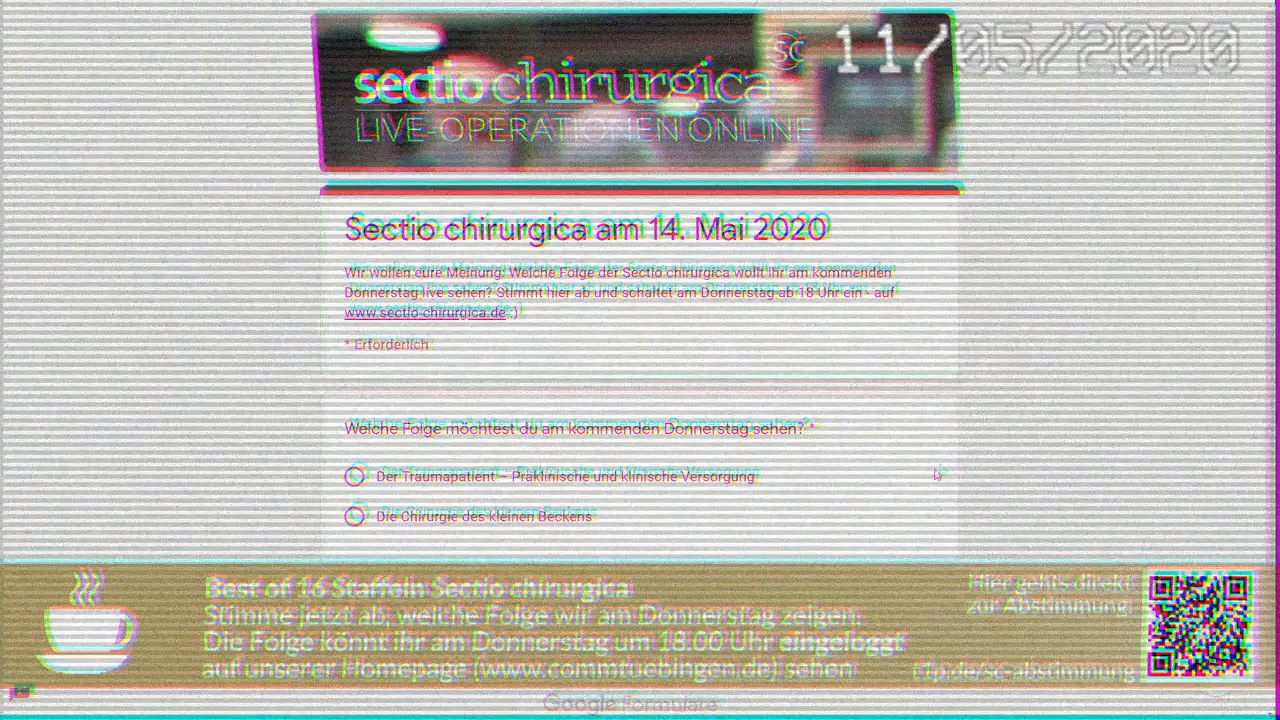 11/05/2020
sc
sectio chirurgica
LIVE-OPERATIONEN ONLINE
Sectio chirurgica am 14. Mai 2020
Wir wollen eure Meinung: Welche Folge der Sectio chirurgica wollt ihr am kommenden
Donnerstag live sehen? Stimmt hier ab und schaltet am Donnerstag ab 18 Uhr ein - auf
www.sectio-chirurgica.de :)
* Erforderlich
Welche Folge möchtest du am kommenden Donnerstag sehen? *
Der Traumapatient – Präklinische und klinische Versorgung
Die Chirurgie des kleinen Beckens
Best of 16 Staffeln Sectio chirurgica
Stimme jetzt ab, welche Folge wir am Donnerstag zeigen.
Die Folge könnt ihr am Donnerstag um 18.00 Uhr eingeloggt
auf unserer Homepage (www.commtuebingen.de) sehen.
Hier gehts direkt
zur Abstimmung:
t1p.de/sc-abstimmung
Google Formulare